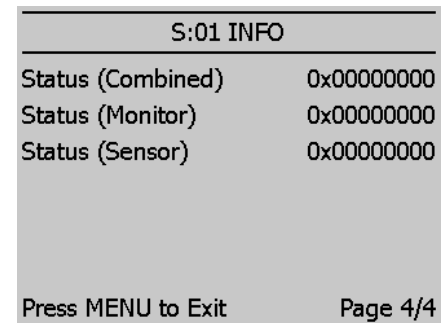 S:01 INFO
Status (Combined) 0x00000000
Status (Monitor) 0x00000000
Status (Sensor) 0x00000000
Press MENU to Exit Page 4/4